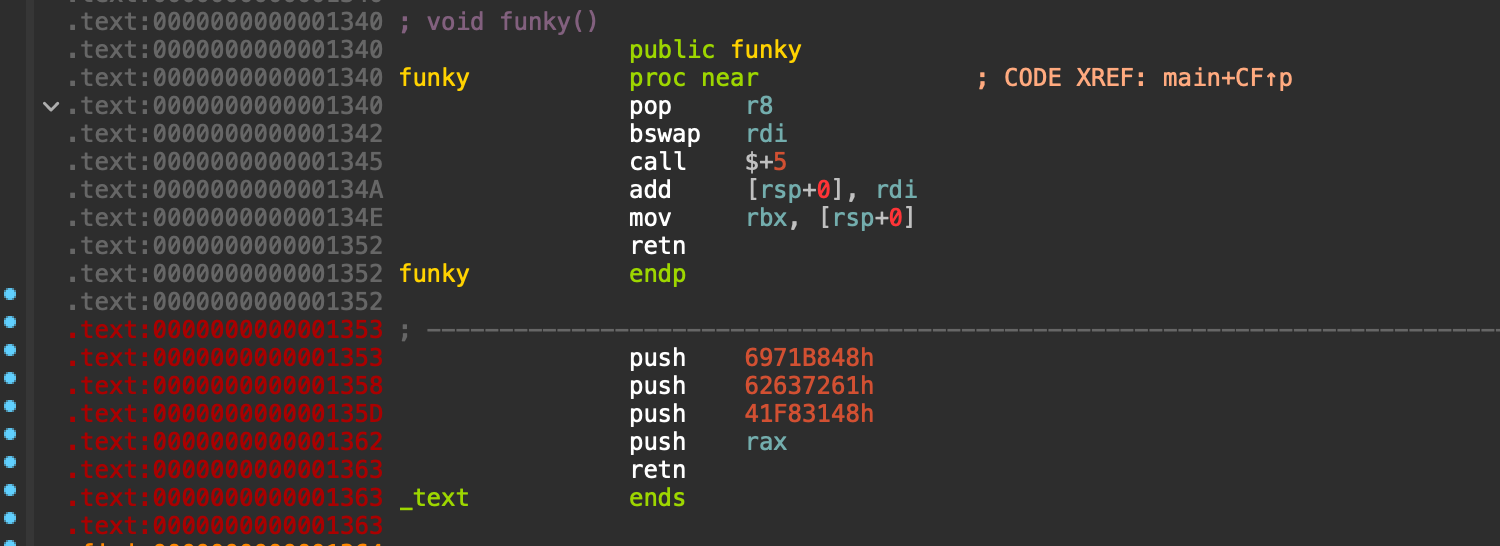 .text:0000000000001340 ; void funky()
.text:0000000000001340 public funky
.text:0000000000001340 funky proc near ; CODE XREF: main+CF↑p
.text:0000000000001340 pop r8
.text:0000000000001342 bswap rdi
.text:0000000000001345 call $+5
.text:000000000000134A add [rsp+0], rdi
.text:000000000000134E mov rbx, [rsp+0]
.text:0000000000001352 retn
.text:0000000000001352 funky endp
.text:0000000000001352
.text:0000000000001353 ; ---------------------------------------------------------------------------
.text:0000000000001353 push 6971B848h
.text:0000000000001358 push 62637261h
.text:000000000000135D push 41F83148h
.text:0000000000001362 push rax
.text:0000000000001363 retn
.text:0000000000001363 _text ends
.text:0000000000001363